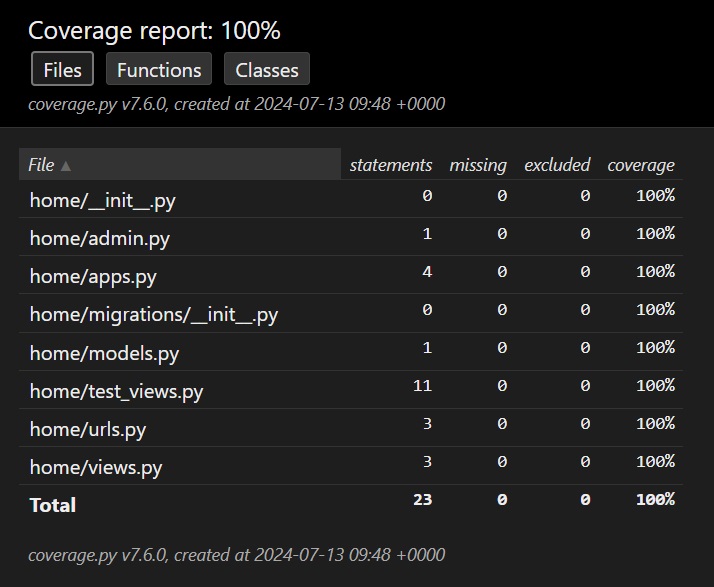 Coverage report: 100%
Files Functions Classes
coverage.py v7.6.0, created at 2024-07-13 09:48 +0000
File ▲ statements missing excluded coverage
home/__init__.py 0 0 0 100%
home/admin.py 1 0 0 100%
home/apps.py 4 0 0 100%
home/migrations/__init__.py 0 0 0 100%
home/models.py 1 0 0 100%
home/test_views.py 11 0 0 100%
home/urls.py 3 0 0 100%
home/views.py 3 0 0 100%
Total 23 0 0 100%
coverage.py v7.6.0, created at 2024-07-13 09:48 +0000